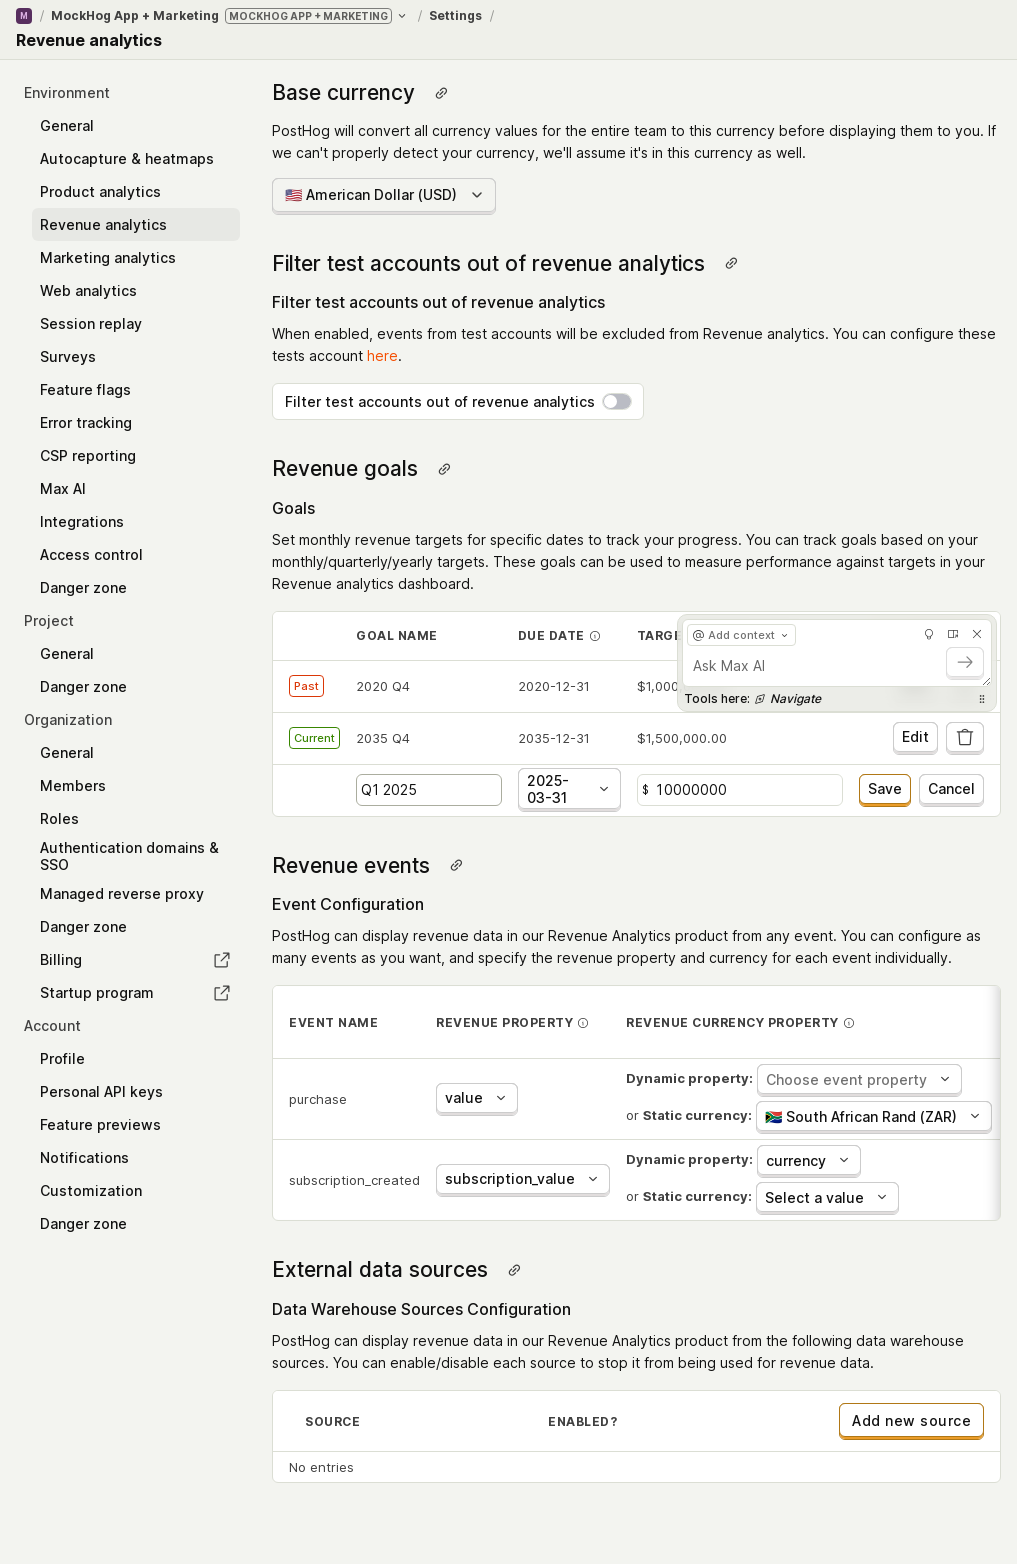 M / MockHog App + Marketing MOCKHOG APP + MARKETING / Settings /
Revenue analytics
Environment
General
Autocapture & heatmaps
Product analytics
Revenue analytics
Marketing analytics
Web analytics
Session replay
Surveys
Feature flags
Error tracking
CSP reporting
Max AI
Integrations
Access control
Danger zone
Project
General
Danger zone
Organization
General
Members
Roles
Authentication domains &
SSO
Managed reverse proxy
Danger zone
Billing
Startup program
Account
Profile
Personal API keys
Feature previews
Notifications
Customization
Danger zone
Base currency
PostHog will convert all currency values for the entire team to this currency before displaying them to you. If
we can't properly detect your currency, we'll assume it's in this currency as well.
🇺🇸 American Dollar (USD)
Filter test accounts out of revenue analytics
Filter test accounts out of revenue analytics
When enabled, events from test accounts will be excluded from Revenue analytics. You can configure these
tests account here.
Filter test accounts out of revenue analytics
Revenue goals
Goals
Set monthly revenue targets for specific dates to track your progress. You can track goals based on your
monthly/quarterly/yearly targets. These goals can be used to measure performance against targets in your
Revenue analytics dashboard.
GOAL NAME DUE DATE
@ Add context
Ask Max AI
Tools here: Navigate
Past 2020 Q4 2020-12-31
Current 2035 Q4 2035-12-31 $1,500,000.00 Edit
Q1 2025 2025-
03-31 $ 10000000 Save Cancel
Revenue events
Event Configuration
PostHog can display revenue data in our Revenue Analytics product from any event. You can configure as
many events as you want, and specify the revenue property and currency for each event individually.
EVENT NAME REVENUE PROPERTY REVENUE CURRENCY PROPERTY
purchase value Dynamic property: Choose event property
or Static currency: 🇿🇦 South African Rand (ZAR)
subscription_created subscription_value Dynamic property: currency
or Static currency: Select a value
External data sources
Data Warehouse Sources Configuration
PostHog can display revenue data in our Revenue Analytics product from the following data warehouse
sources. You can enable/disable each source to stop it from being used for revenue data.
SOURCE ENABLED? Add new source
No entries